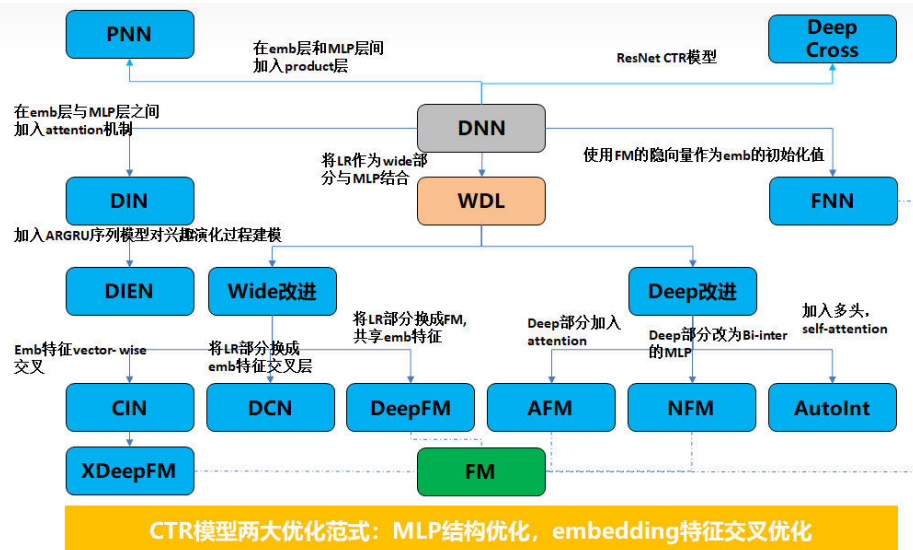 PNN
在emb层和MLP层间
加入product层
ResNet CTR模型
Deep
Cross
在emb层与MLP层之间
加入attention机制
DNN
将LR作为wide部
分与MLP结合
使用FM的隐向量作为emb的初始化值
DIN
WDL
FNN
加入ARGRU序列模型对兴趣演化过程建模
DIEN
Wide改进
Deep改进
Emb特征vector- wise
交叉
将LR部分换成
emb特征交叉层
将LR部分换成FM,
共享emb特征
Deep部分加入
attention
Deep部分改为Bi-inter
的MLP
加入多头，
self-attention
CIN
DCN
DeepFM
AFM
NFM
AutoInt
XDeepFM
FM
CTR模型两大优化范式：MLP结构优化，embedding特征交叉优化